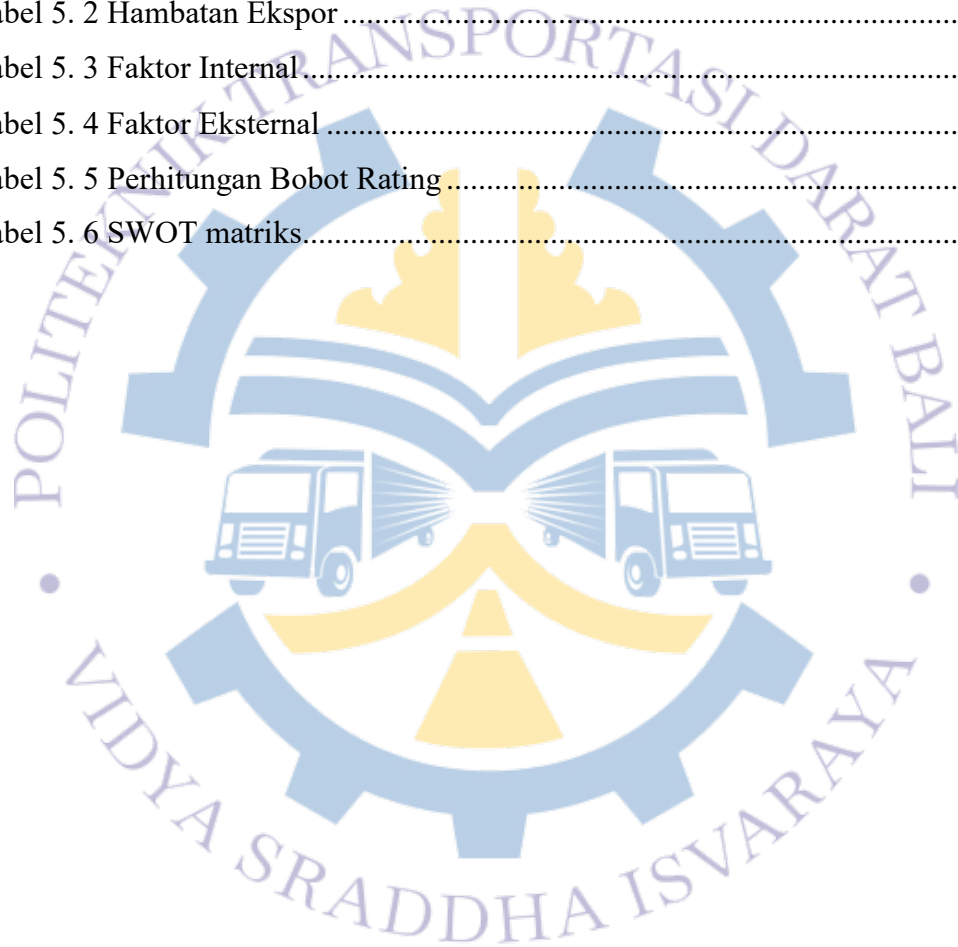 abel 5. 2 Hambatan Ekspor
abel 5. 3 Faktor Internal
abel 5. 4 Faktor Eksternal
abel 5. 5 Perhitungan Bobot Rating
abel 5. 6 SWOT matriks
POLITEKNIK TRANSPORTASI DARAT BALI
VIDYA SRADDHA ISVARAYA